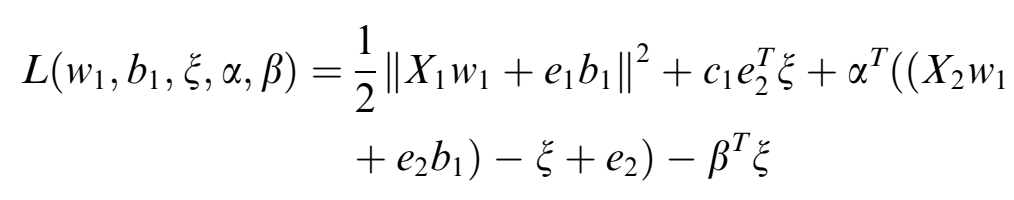 L(w₁, b₁, ξ, α, β) = 1/2 ‖X₁w₁ + e₁b₁‖² + c₁e₂ᵀξ + αᵀ((X₂w₁
+ e₂b₁) − ξ + e₂) − βᵀξ